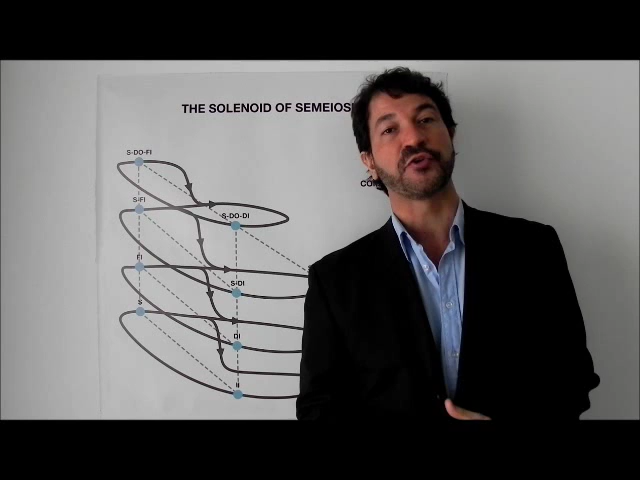 THE SOLENOID OF SEMEIOS
S-DO-FI
S-FI
S-DO-DI
FI
S-DI
S
DI
II